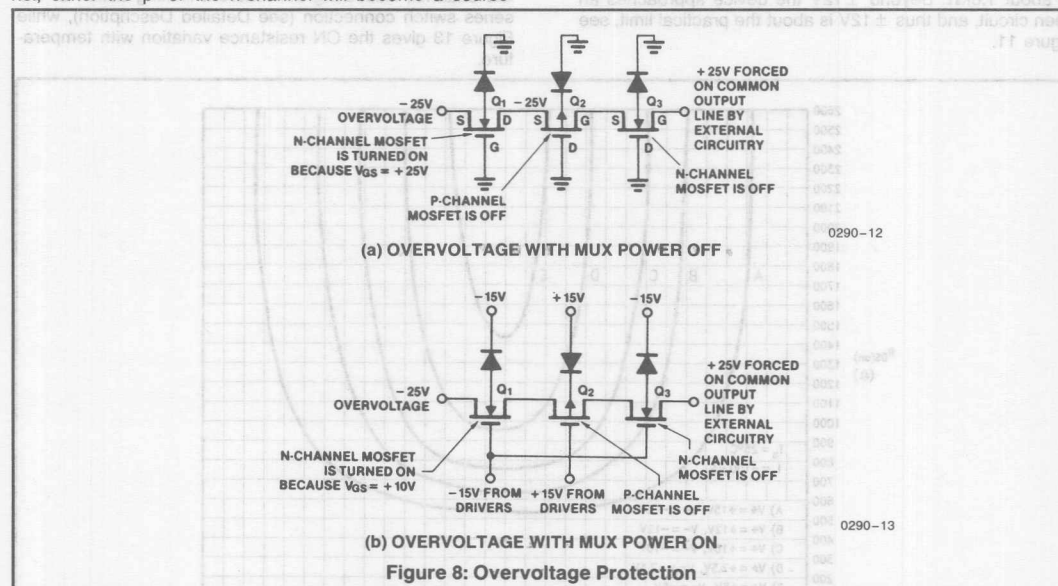 − 25V
OVERVOLTAGE
Q1
− 25V
Q2
Q3
+ 25V FORCED
ON COMMON
OUTPUT
LINE BY
EXTERNAL
CIRCUITRY
S
D
S
G
S
G
G
D
D
N-CHANNEL MOSFET
IS TURNED ON
BECAUSE VGS = +25V
P-CHANNEL
MOSFET IS OFF
N-CHANNEL
MOSFET IS OFF
0290–12
(a) OVERVOLTAGE WITH MUX POWER OFF
− 15V
+ 15V
− 15V
− 25V
OVERVOLTAGE
Q1
Q2
Q3
+ 25V FORCED
ON COMMON
OUTPUT
LINE BY
EXTERNAL
CIRCUITRY
N-CHANNEL MOSFET
IS TURNED ON
BECAUSE VGS = +10V
− 15V FROM
DRIVERS
+ 15V FROM
DRIVERS
P-CHANNEL
MOSFET IS OFF
N-CHANNEL
MOSFET IS OFF
0290–13
(b) OVERVOLTAGE WITH MUX POWER ON
Figure 8: Overvoltage Protection